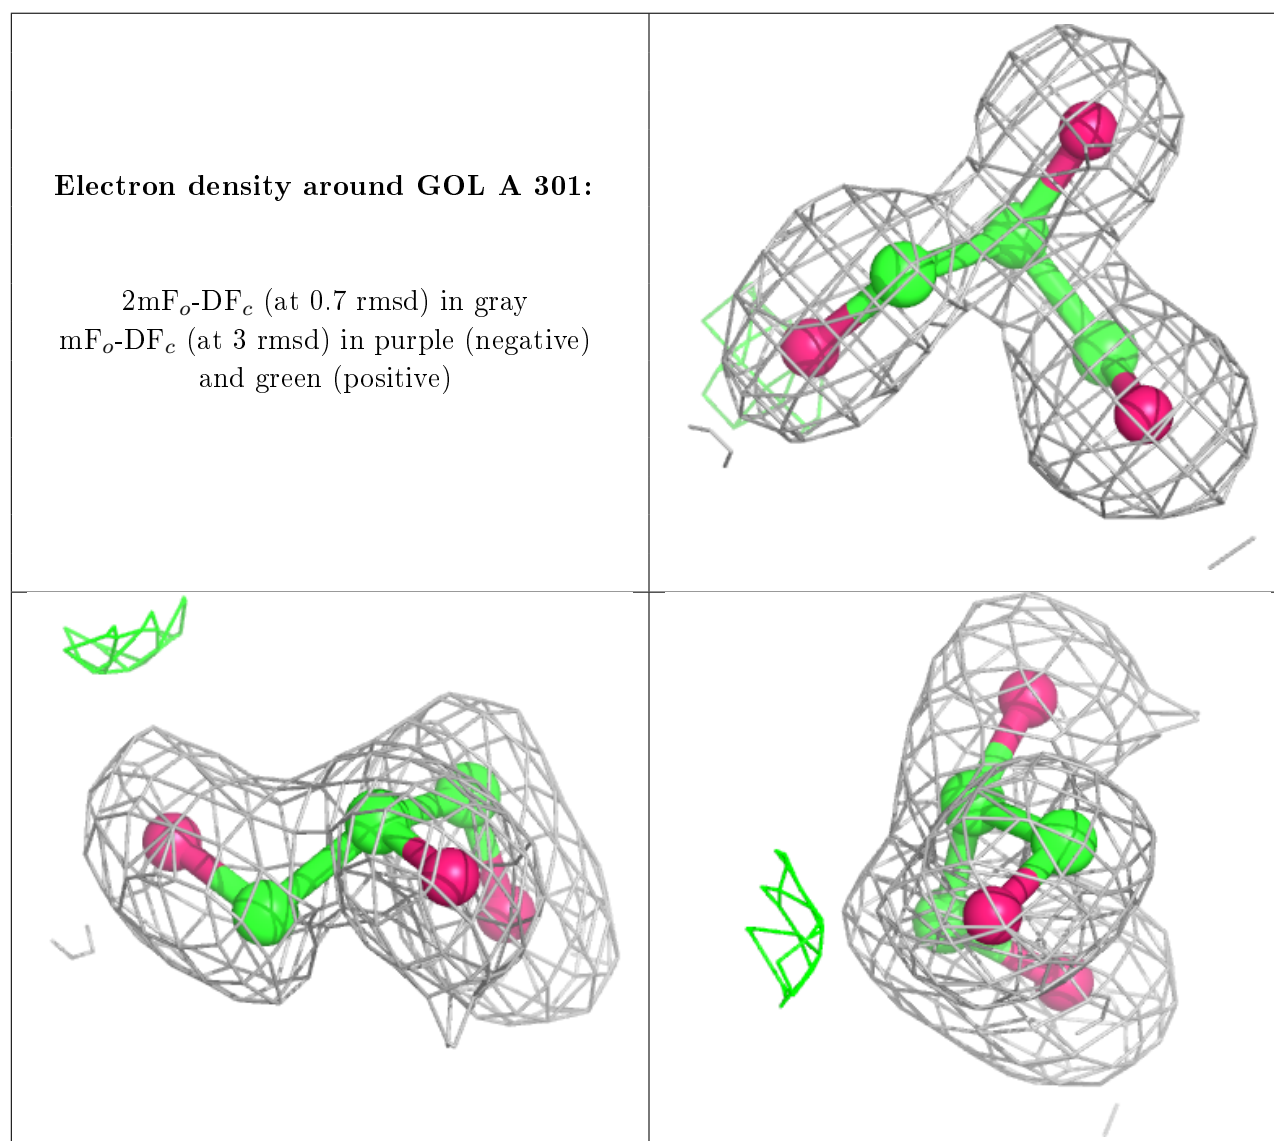 Electron density around GOL A 301:
2mFₒ-DF𝒸 (at 0.7 rmsd) in gray
mFₒ-DF𝒸 (at 3 rmsd) in purple (negative)
and green (positive)